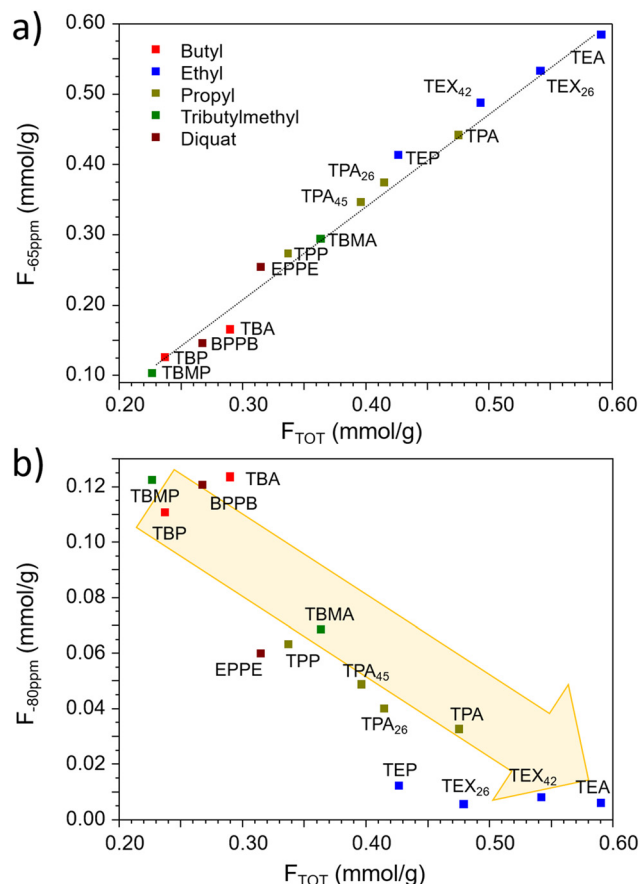 a)
0.60
0.50
0.40
0.30
0.20
0.10
F-65ppm (mmol/g)
Butyl
Ethyl
Propyl
Tributylmethyl
Diquat
TEA
TEX42
TEX26
TPA
TEP
TPA26
TPA45
TBMA
TPP
EPPE
TBA
BPPB
TBP
TBMP
0.20 0.30 0.40 0.50 0.60
FTOT (mmol/g)
b)
0.12
0.10
0.08
0.06
0.04
0.02
0.00
F-80ppm (mmol/g)
TBMP
TBA
BPPB
TBP
TBMA
EPPE
TPP
TPA45
TPA26
TPA
TEP
TEX26
TEX42
TEA
0.20 0.30 0.40 0.50 0.60
FTOT (mmol/g)